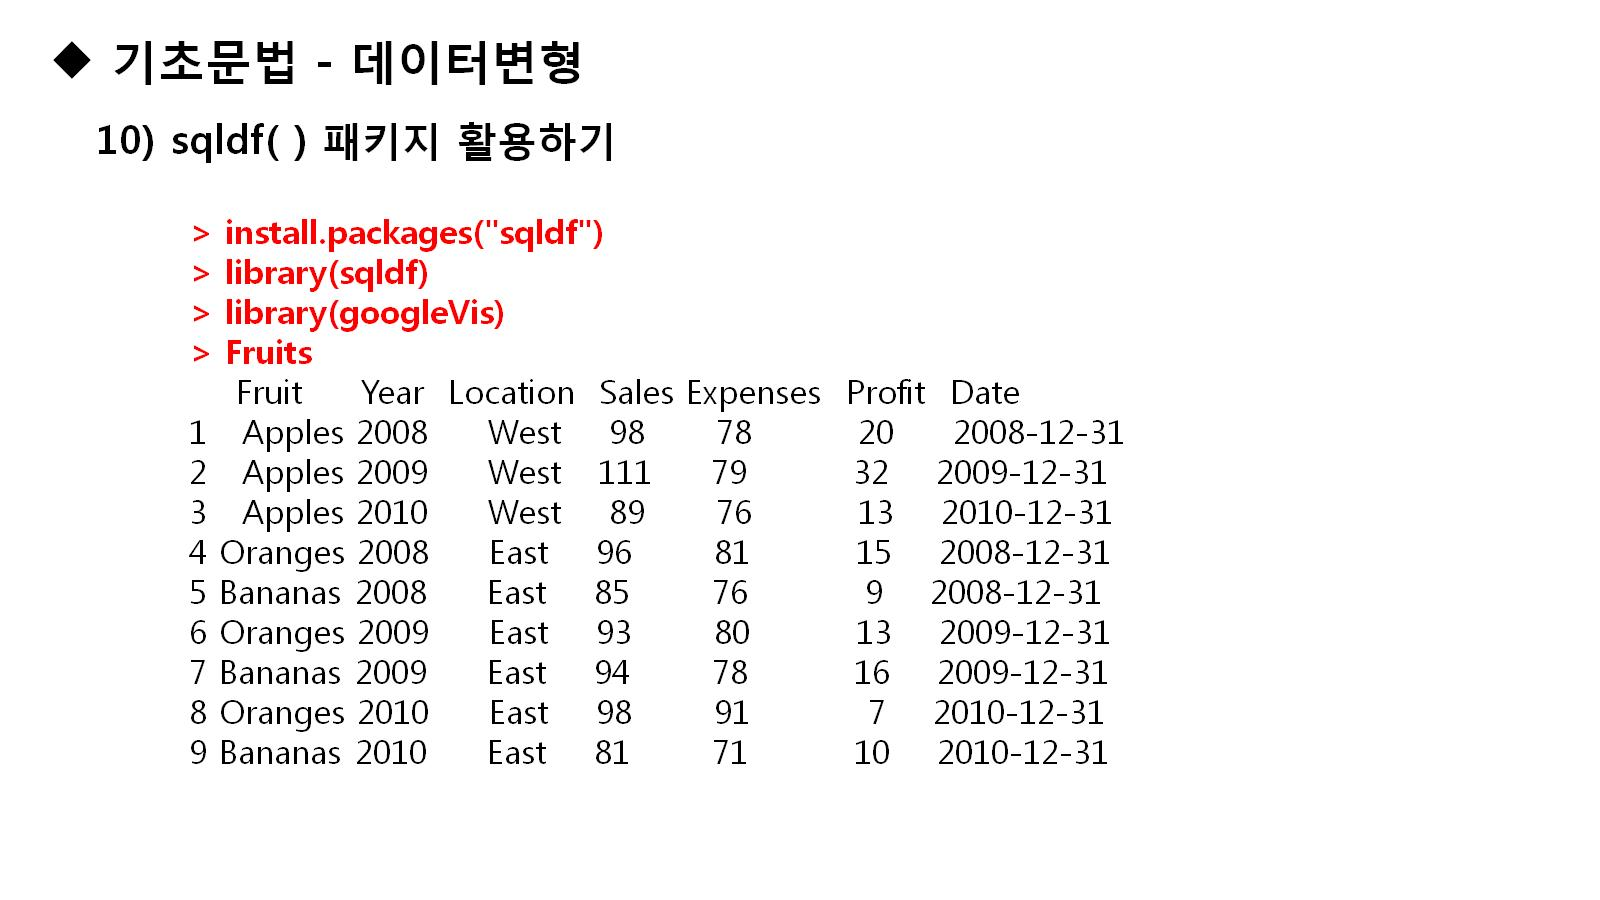 ◆ 기초문법 - 데이터변형
10) sqldf( ) 패키지 활용하기
> install.packages("sqldf")
> library(sqldf)
> library(googleVis)
> Fruits
Fruit Year Location Sales Expenses Profit Date
1 Apples 2008 West 98 78 20 2008-12-31
2 Apples 2009 West 111 79 32 2009-12-31
3 Apples 2010 West 89 76 13 2010-12-31
4 Oranges 2008 East 96 81 15 2008-12-31
5 Bananas 2008 East 85 76 9 2008-12-31
6 Oranges 2009 East 93 80 13 2009-12-31
7 Bananas 2009 East 94 78 16 2009-12-31
8 Oranges 2010 East 98 91 7 2010-12-31
9 Bananas 2010 East 81 71 10 2010-12-31